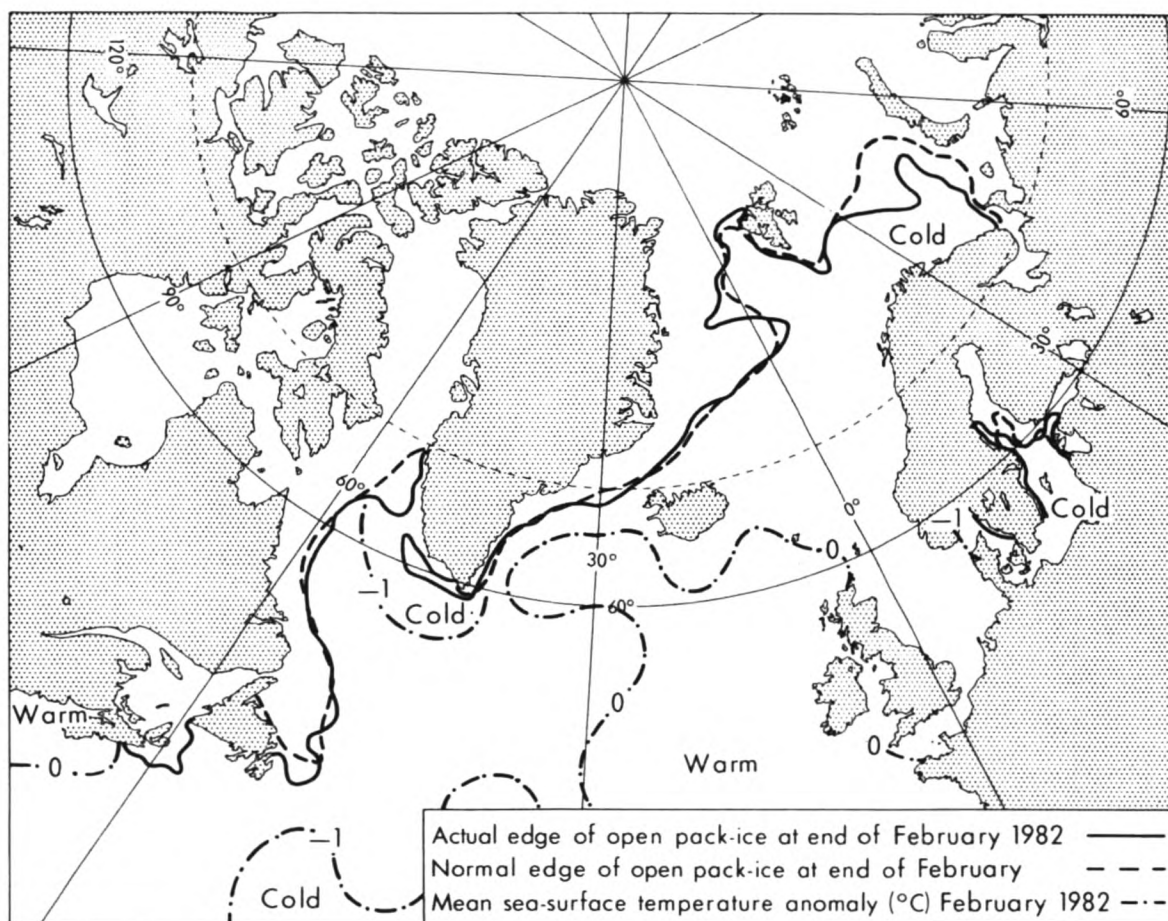 120°
60°
90°
Cold
30°
60°
Cold
0°
-1
0
30°
-1
Cold
60°
0
Warm
0
Warm
0
-1
Cold
Actual edge of open pack-ice at end of February 1982
Normal edge of open pack-ice at end of February
Mean sea-surface temperature anomaly (°C) February 1982